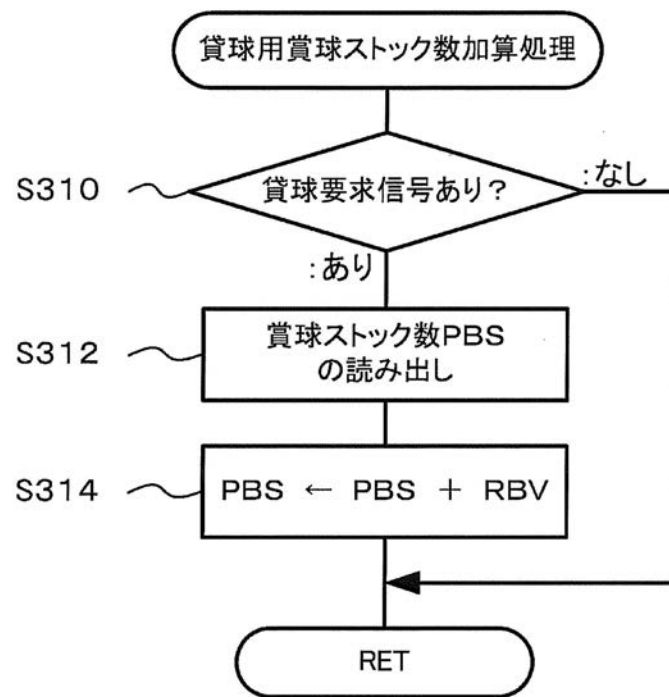 貸球用賞球ストック数加算処理
S310
貸球要求信号あり？
:なし
:あり
S312
賞球ストック数PBS
の読み出し
S314
PBS ← PBS + RBV
RET